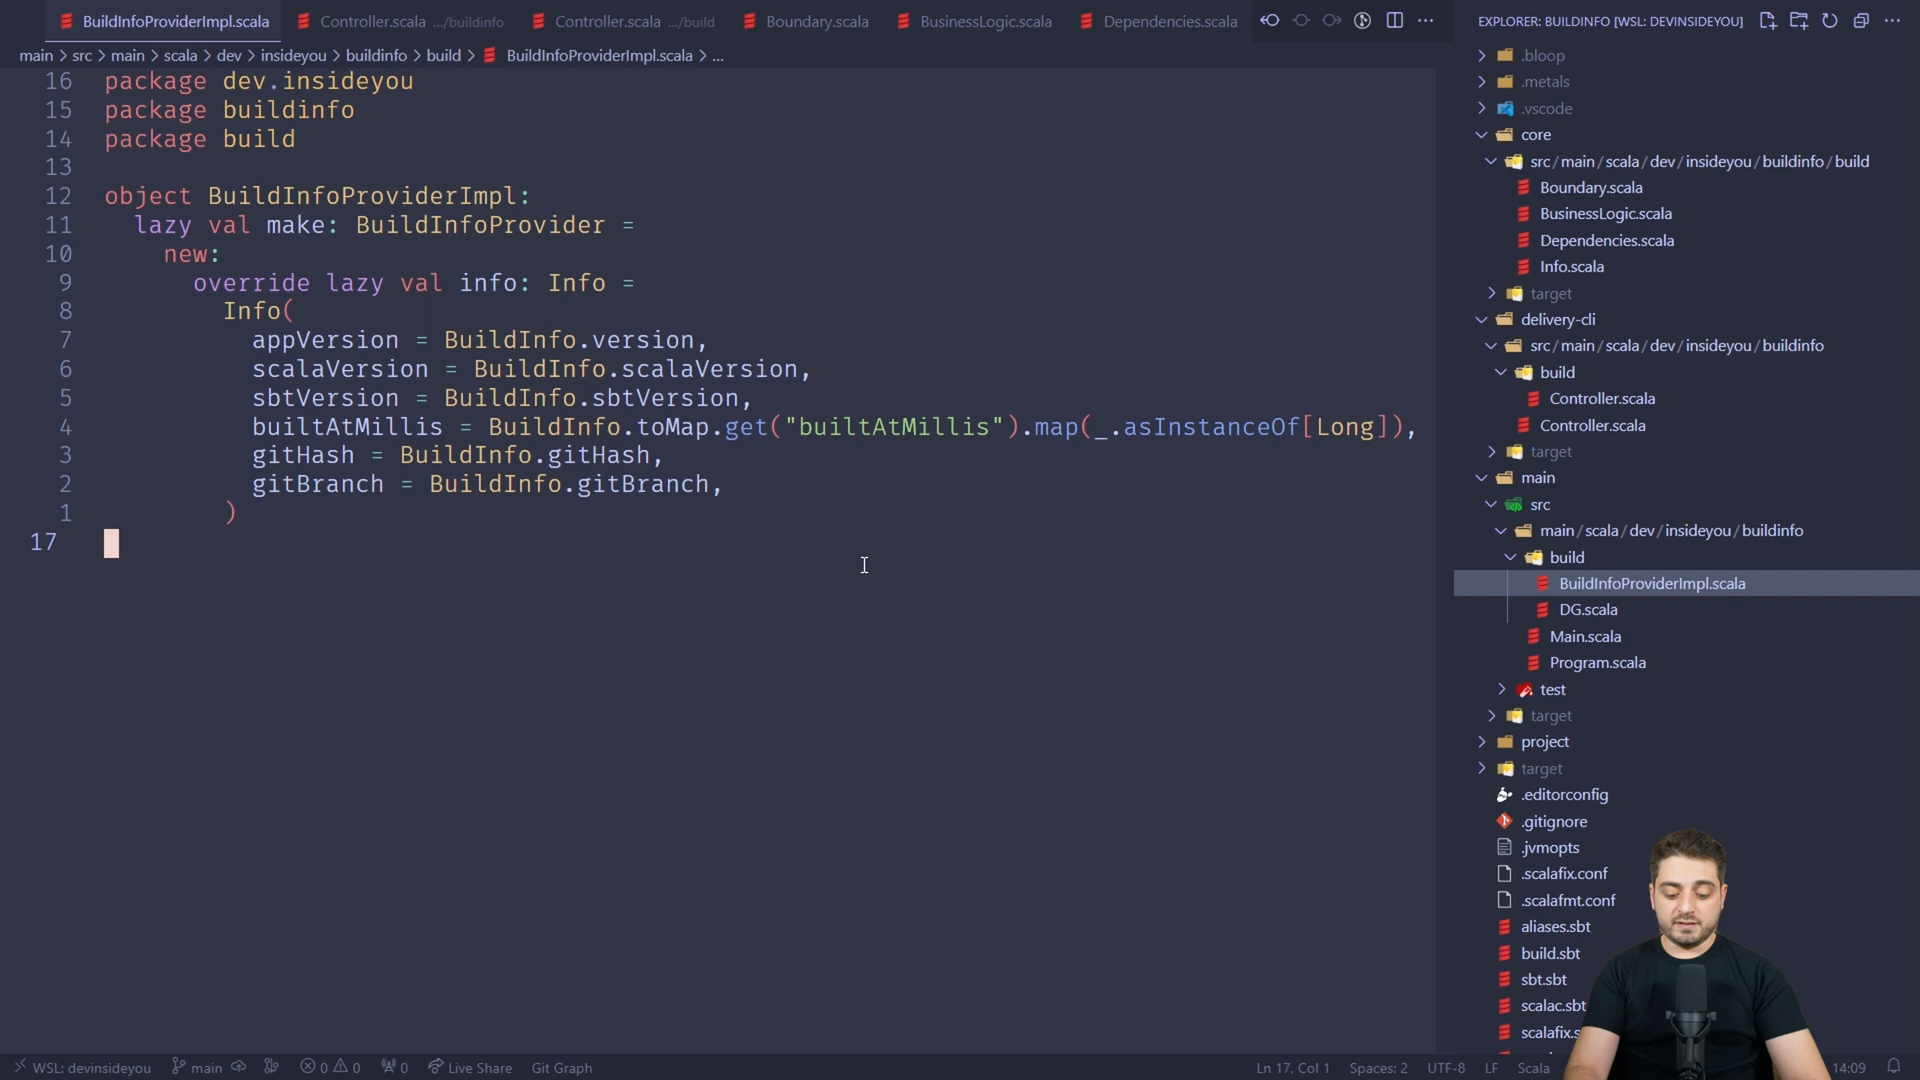 BuildInfoProviderImpl.scala
Controller.scala .../buildinfo
Controller.scala .../build
Boundary.scala
BusinessLogic.scala
Dependencies.scala
main > src > main > scala > dev > insideyou > buildinfo > build > BuildInfoProviderImpl.scala > ...
16 package dev.insideyou
15 package buildinfo
14 package build
13
12 object BuildInfoProviderImpl:
11 lazy val make: BuildInfoProvider =
10 new:
9 override lazy val info: Info =
8 Info(
7 appVersion = BuildInfo.version,
6 scalaVersion = BuildInfo.scalaVersion,
5 sbtVersion = BuildInfo.sbtVersion,
4 builtAtMillis = BuildInfo.toMap.get("builtAtMillis").map(_.asInstanceOf[Long]),
3 gitHash = BuildInfo.gitHash,
2 gitBranch = BuildInfo.gitBranch,
1 )
17
EXPLORER: BUILDINFO [WSL: DEVINSIDEYOU]
.bloop
.metals
.vscode
core
src/main/scala/dev/insideyou/buildinfo/build
Boundary.scala
BusinessLogic.scala
Dependencies.scala
Info.scala
target
delivery-cli
src/main/scala/dev/insideyou/buildinfo
build
Controller.scala
Controller.scala
target
main
src
main/scala/dev/insideyou/buildinfo
build
BuildInfoProviderImpl.scala
DG.scala
Main.scala
Program.scala
test
target
project
target
.editorconfig
.gitignore
.jvmopts
.scalafix.conf
.scalafmt.conf
aliases.sbt
build.sbt
sbt.sbt
scalac.sbt
scalafix.s
WSL: devinsideyou
main
0 0
0
Live Share
Git Graph
Ln 17, Col 1
Spaces: 2
UTF-8
LF
Scala
14:09